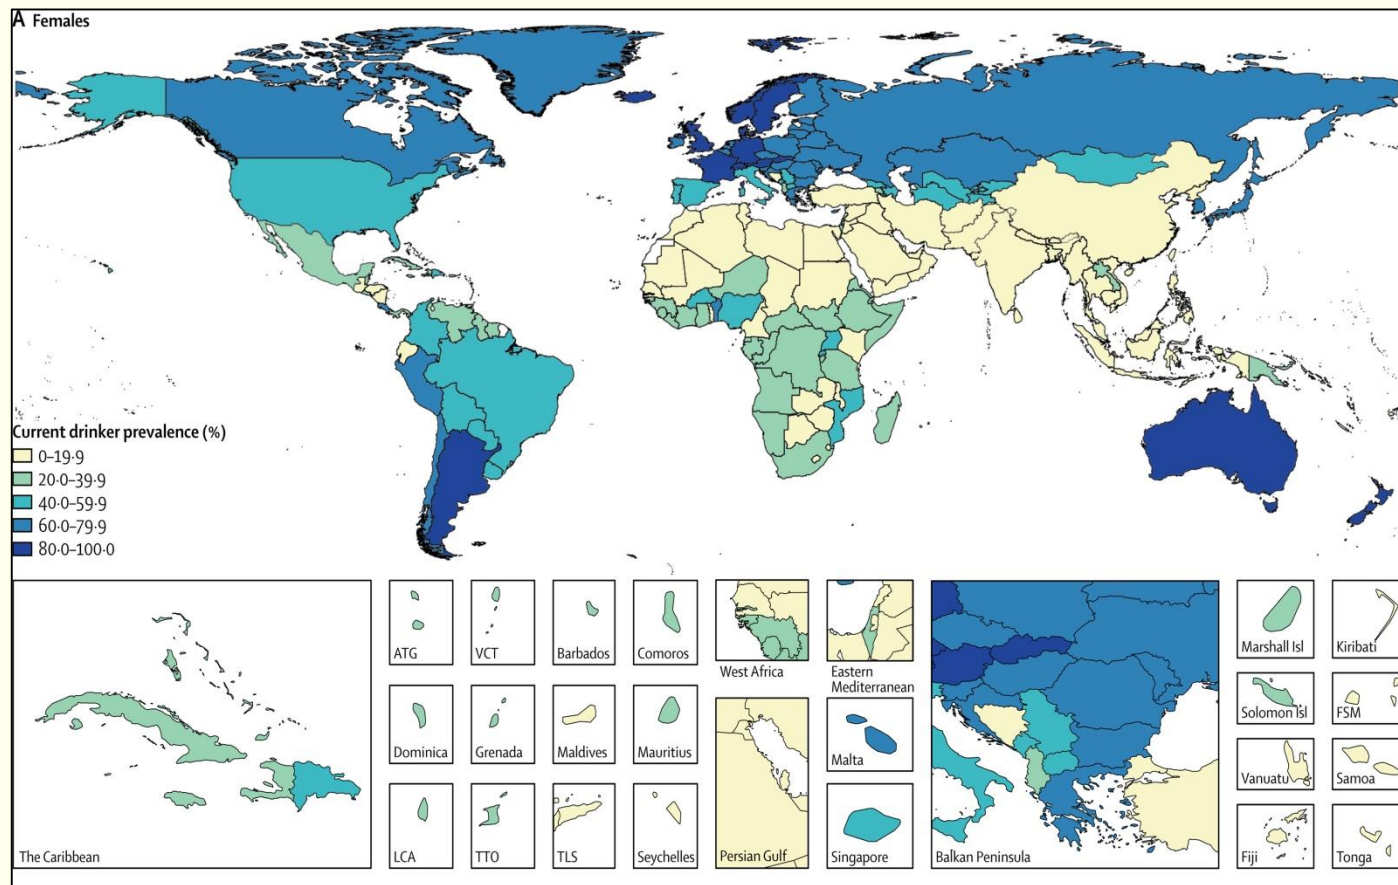 A Females
Current drinker prevalence (%)
0–19·9
20·0–39·9
40·0–59·9
60·0–79·9
80·0–100·0
The Caribbean
ATG
VCT
Barbados
Comoros
Dominica
Grenada
Maldives
Mauritius
LCA
TTO
TLS
Seychelles
West Africa
Eastern
Mediterranean
Persian Gulf
Malta
Singapore
Balkan Peninsula
Marshall Isl
Kiribati
Solomon Isl
FSM
Vanuatu
Samoa
Fiji
Tonga